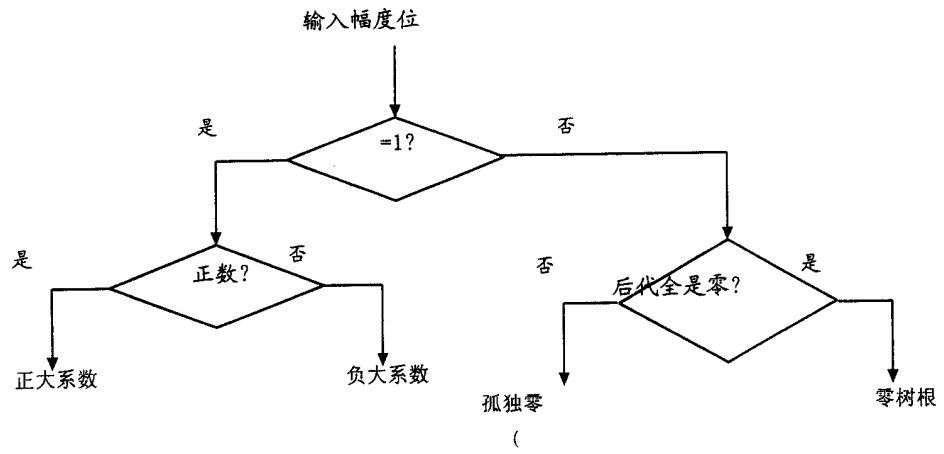 输入幅度位
是
否
=1?
是
否
否
是
正数?
后代全是零?
正大系数
负大系数
孤独零
零树根
(